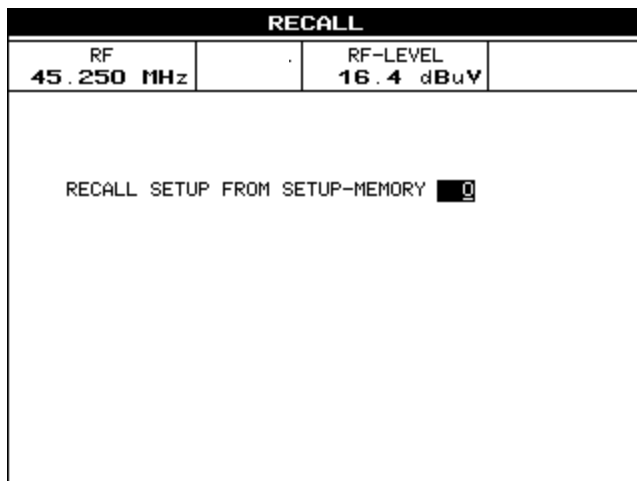 RECALL
RF . RF-LEVEL
45.250 MHz 16.4 dBuV
RECALL SETUP FROM SETUP-MEMORY 0